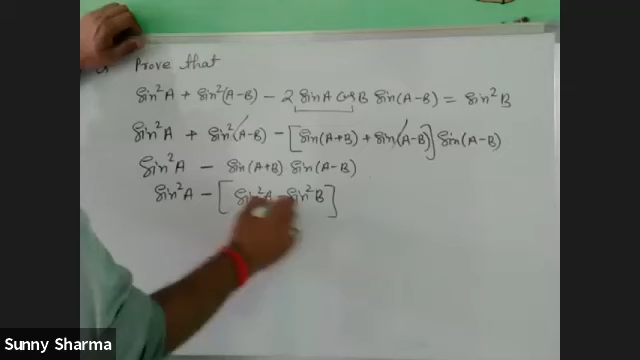 Prove that
Sin²A + Sin²(A-B) - 2 SinA CosB Sin(A-B) = Sin²B
Sin²A + Sin²(A-B) - [Sin(A+B) + Sin(A-B)] Sin(A-B)
Sin²A - Sin(A+B) Sin(A-B)
Sin²A - [Sin²A - Sin²B]
Sunny Sharma